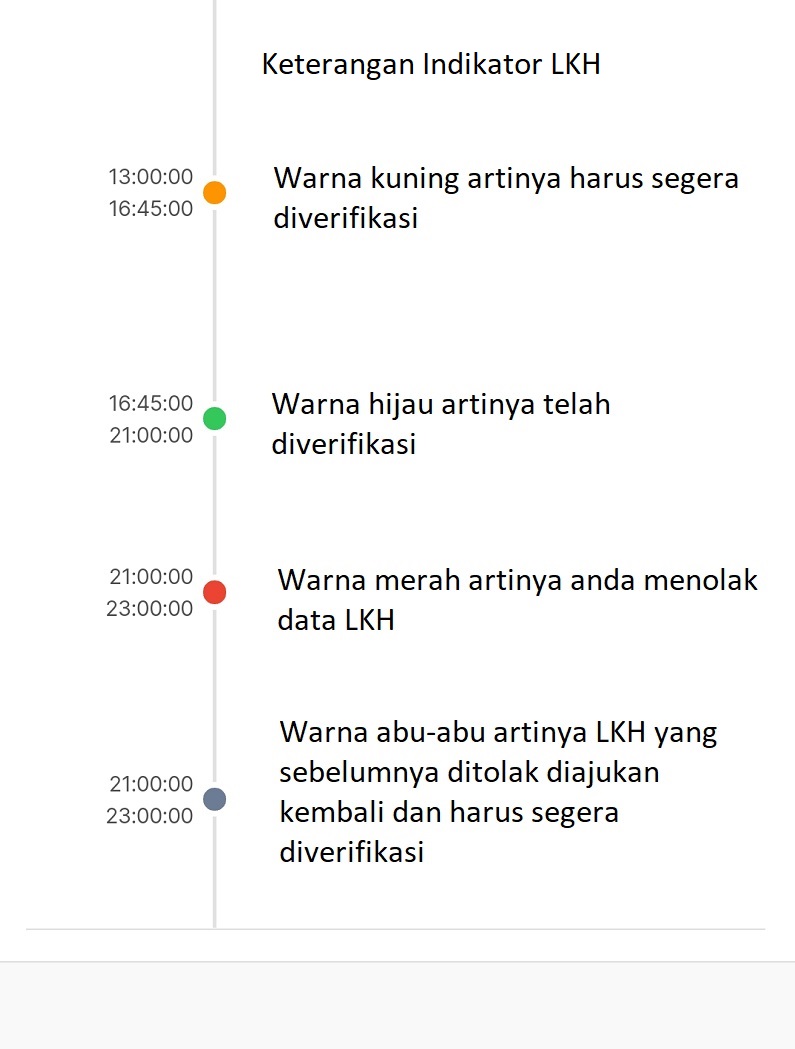 Keterangan Indikator LKH
13:00:00
16:45:00
Warna kuning artinya harus segera
diverifikasi
16:45:00
21:00:00
Warna hijau artinya telah
diverifikasi
21:00:00
23:00:00
Warna merah artinya anda menolak
data LKH
21:00:00
23:00:00
Warna abu-abu artinya LKH yang
sebelumnya ditolak diajukan
kembali dan harus segera
diverifikasi